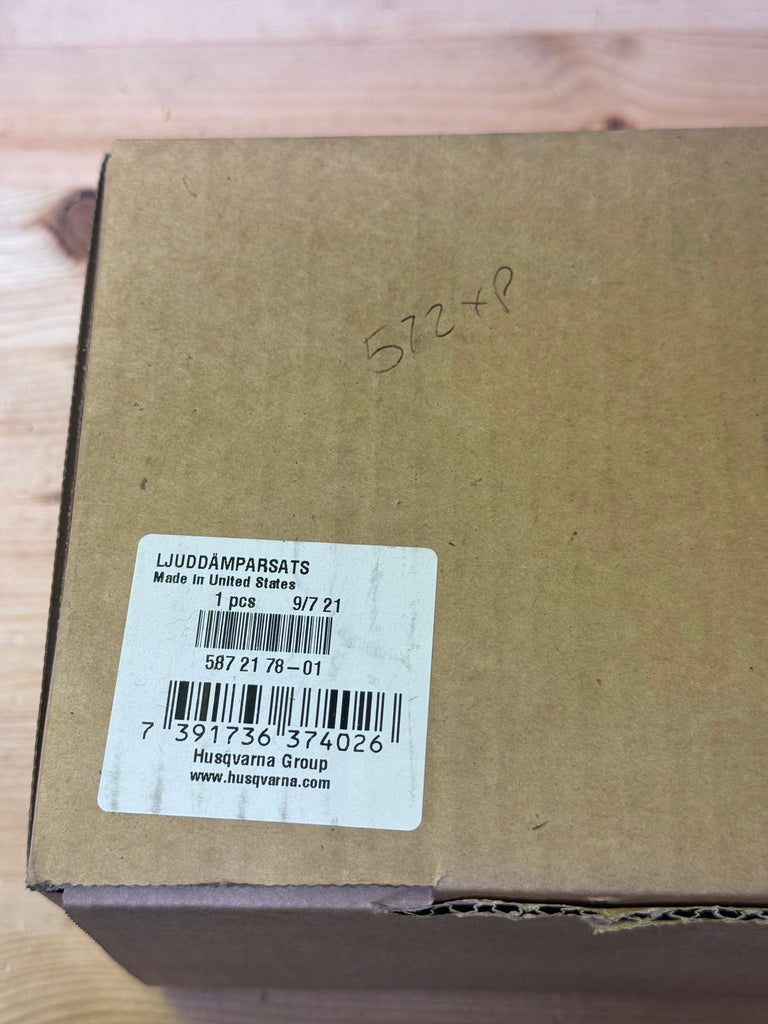 572xp
LJUDDÄMPARSATS
Made in United States
1 pcs 9/7 21
587 21 78-01
7 391736 374026
Husqvarna Group
www.husqvarna.com